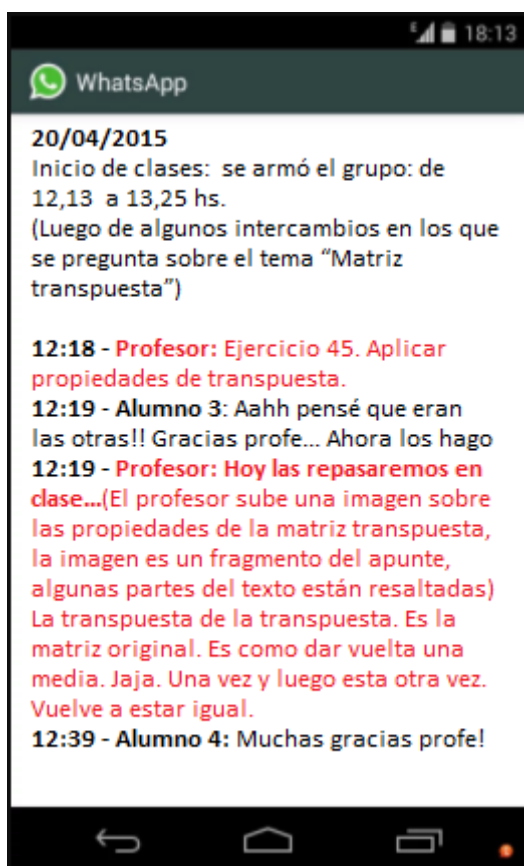 E 18:13
WhatsApp
20/04/2015
Inicio de clases: se armó el grupo: de
12,13 a 13,25 hs.
(Luego de algunos intercambios en los que
se pregunta sobre el tema “Matriz
transpuesta”)
12:18 - Profesor: Ejercicio 45. Aplicar
propiedades de transpuesta.
12:19 - Alumno 3: Aahh pensé que eran
las otras!! Gracias profe... Ahora los hago
12:19 - Profesor: Hoy las repasaremos en
clase...(El profesor sube una imagen sobre
las propiedades de la matriz transpuesta,
la imagen es un fragmento del apunte,
algunas partes del texto están resaltadas)
La transpuesta de la transpuesta. Es la
matriz original. Es como dar vuelta una
media. Jaja. Una vez y luego esta otra vez.
Vuelve a estar igual.
12:39 - Alumno 4: Muchas gracias profe!